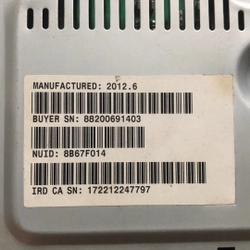 MANUFACTURED: 2012.6
BUYER SN: 88200691403
NUID: 8B67F014
IRD CA SN: 172212247797